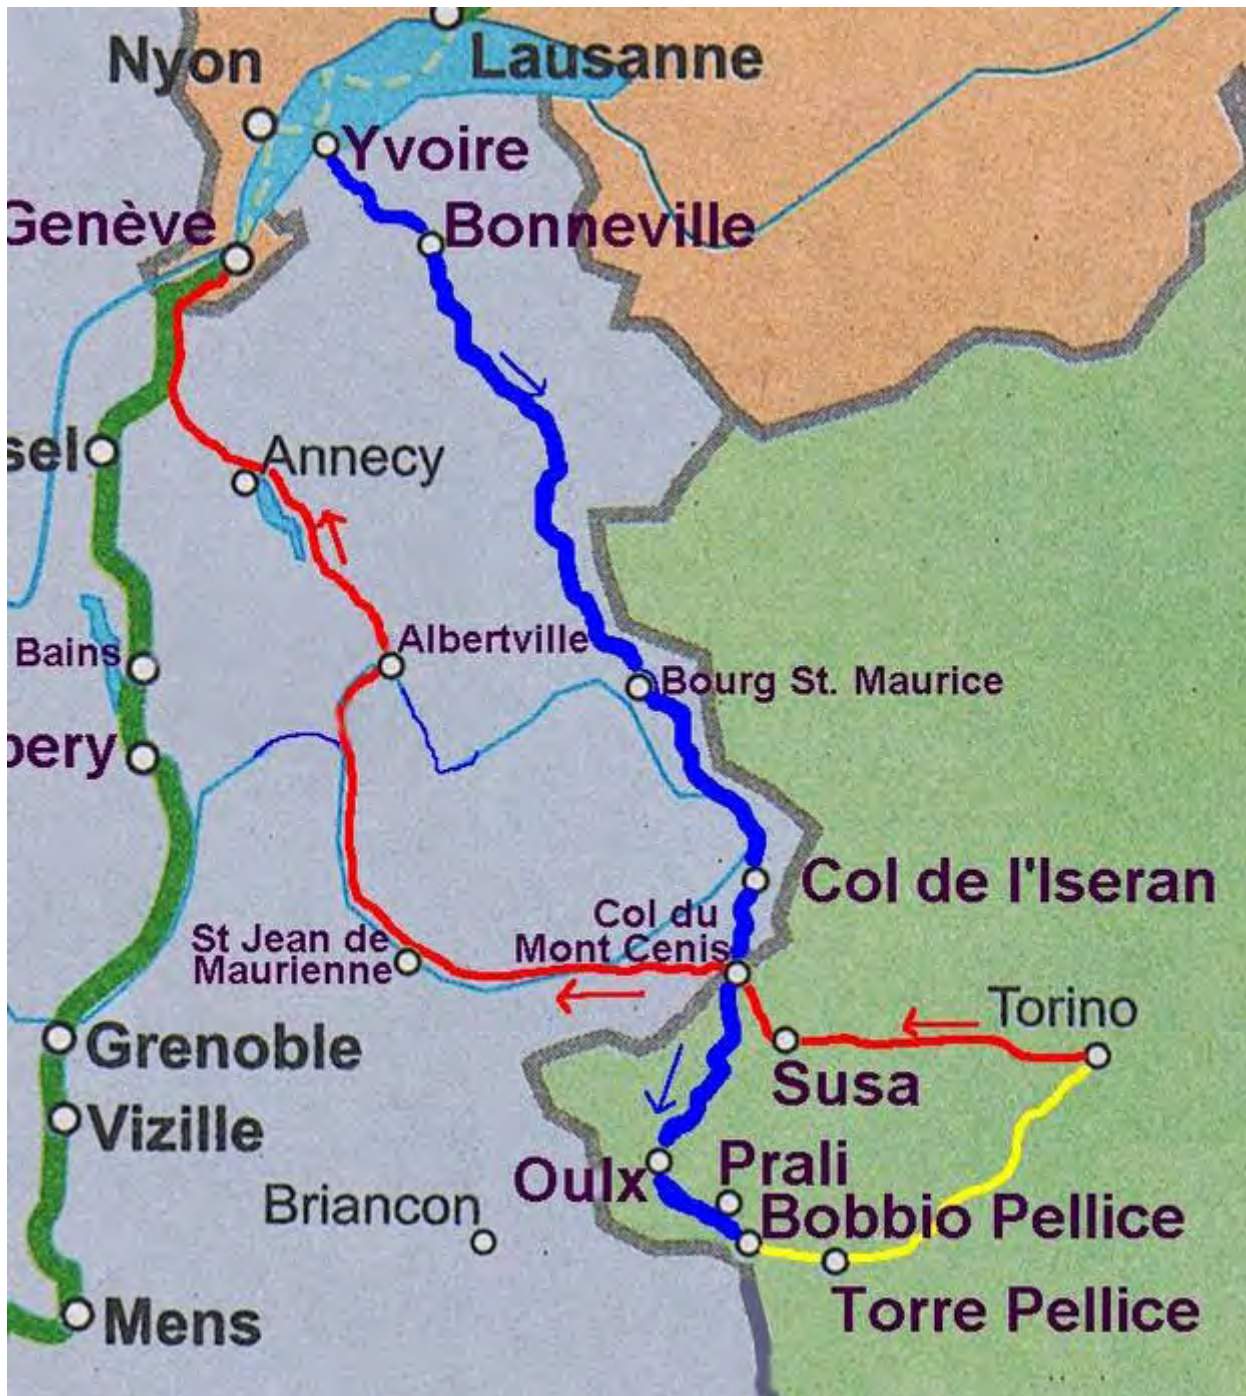 Nyon
Lausanne
Yvoire
Genève
Bonneville
sel
Annecy
Bains
Albertville
Bourg St. Maurice
bery
Col de l'Iseran
Col du
Mont Cenis
St Jean de
Maurienne
Torino
Grenoble
Susa
Vizille
Prali
Oulx
Briancon
Bobbio Pellice
Mens
Torre Pellice